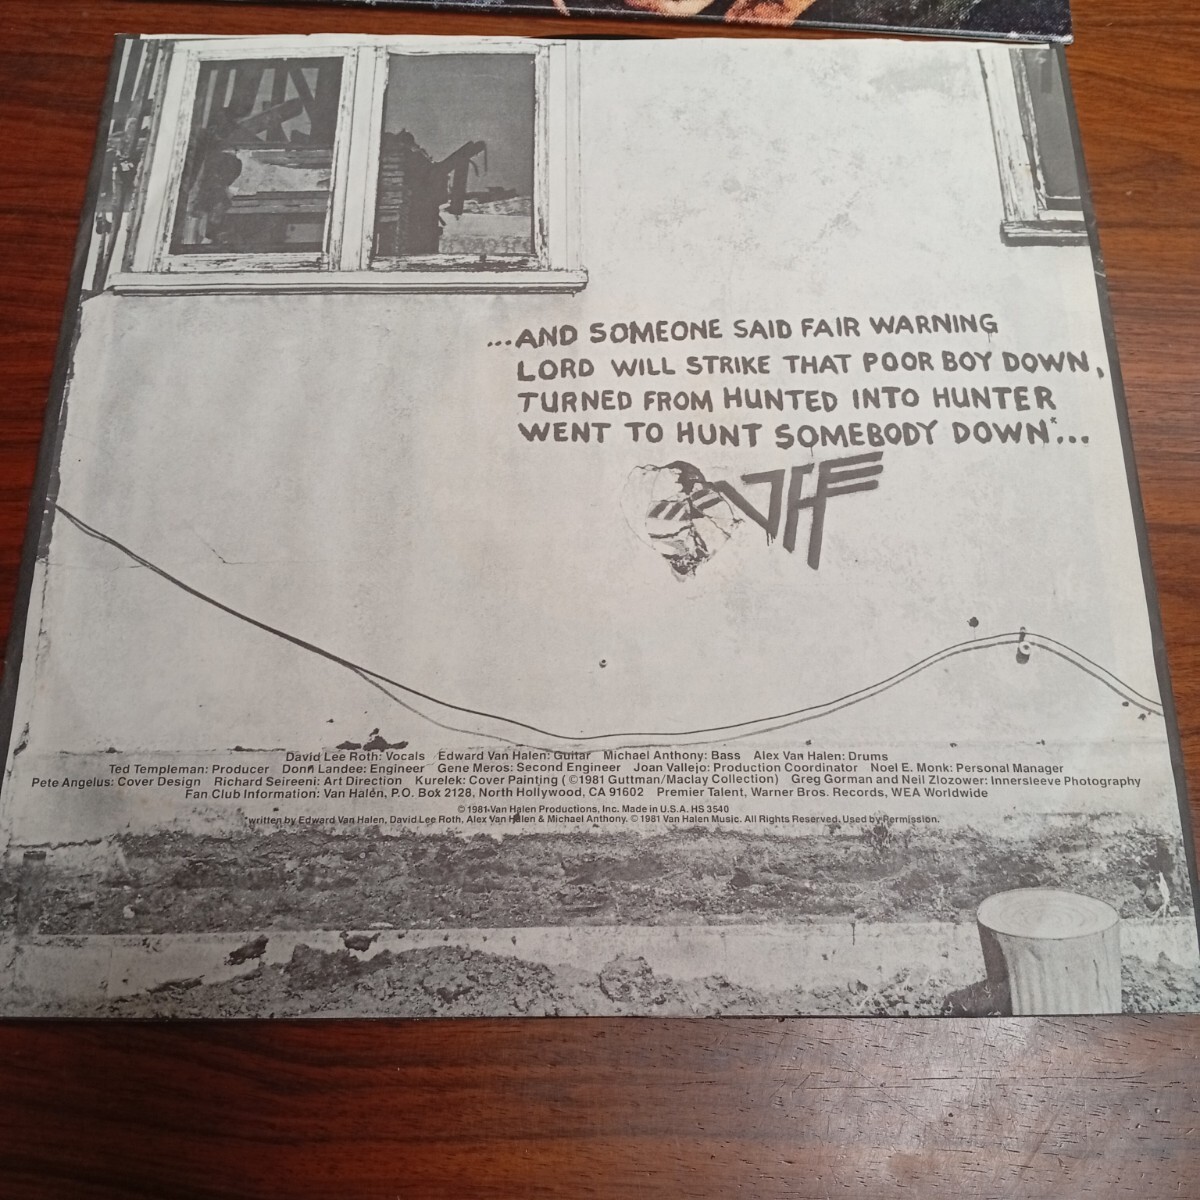 ...AND SOMEONE SAID FAIR WARNING
LORD WILL STRIKE THAT POOR BOY DOWN,
TURNED FROM HUNTED INTO HUNTER
WENT TO HUNT SOMEBODY DOWN*...
David Lee Roth: Vocals Edward Van Halen: Guitar Michael Anthony: Bass Alex Van Halen: Drums
Ted Templeman: Producer Donn Landee: Engineer Gene Meros: Second Engineer Joan Vallejo: Production Coordinator Noel E. Monk: Personal Manager
Pete Angelus: Cover Design Richard Seireeni: Art Direction Kurelek: Cover Painting (©1981 Guttman/Maclay Collection) Greg Gorman and Neil Zlozower: Innersleeve Photography
Fan Club Information: Van Halen, P.O. Box 2128, North Hollywood, CA 91602 Premier Talent, Warner Bros. Records, WEA Worldwide
©1981 Van Halen Productions, Inc. Made in U.S.A. HS 3540
*written by Edward Van Halen, David Lee Roth, Alex Van Halen & Michael Anthony. © 1981 Van Halen Music. All Rights Reserved. Used by Permission.